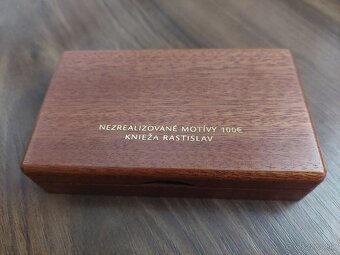 NEZREALIZOVANÉ MOTÍVY 100€
KNIEŽA RASTISLAV